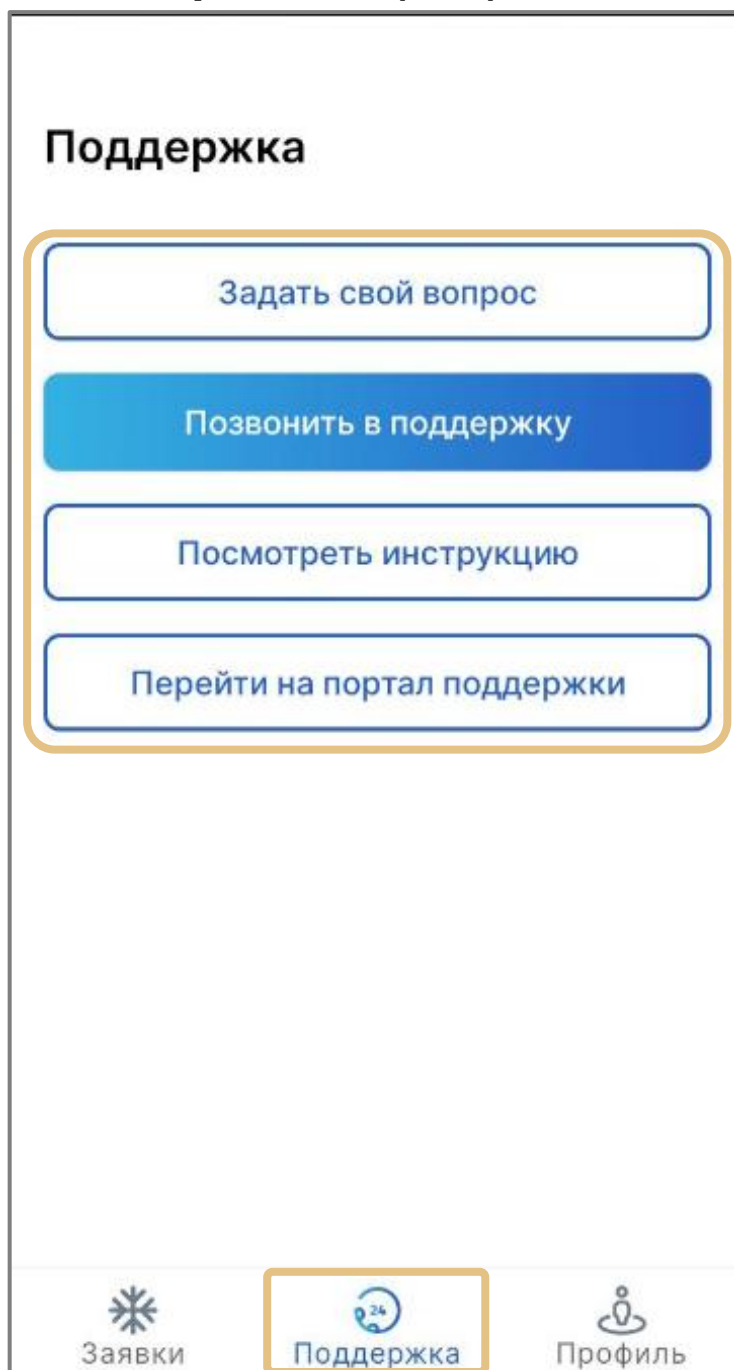 Поддержка
Задать свой вопрос
Позвонить в поддержку
Посмотреть инструкцию
Перейти на портал поддержки
24
Заявки
Поддержка
Профиль